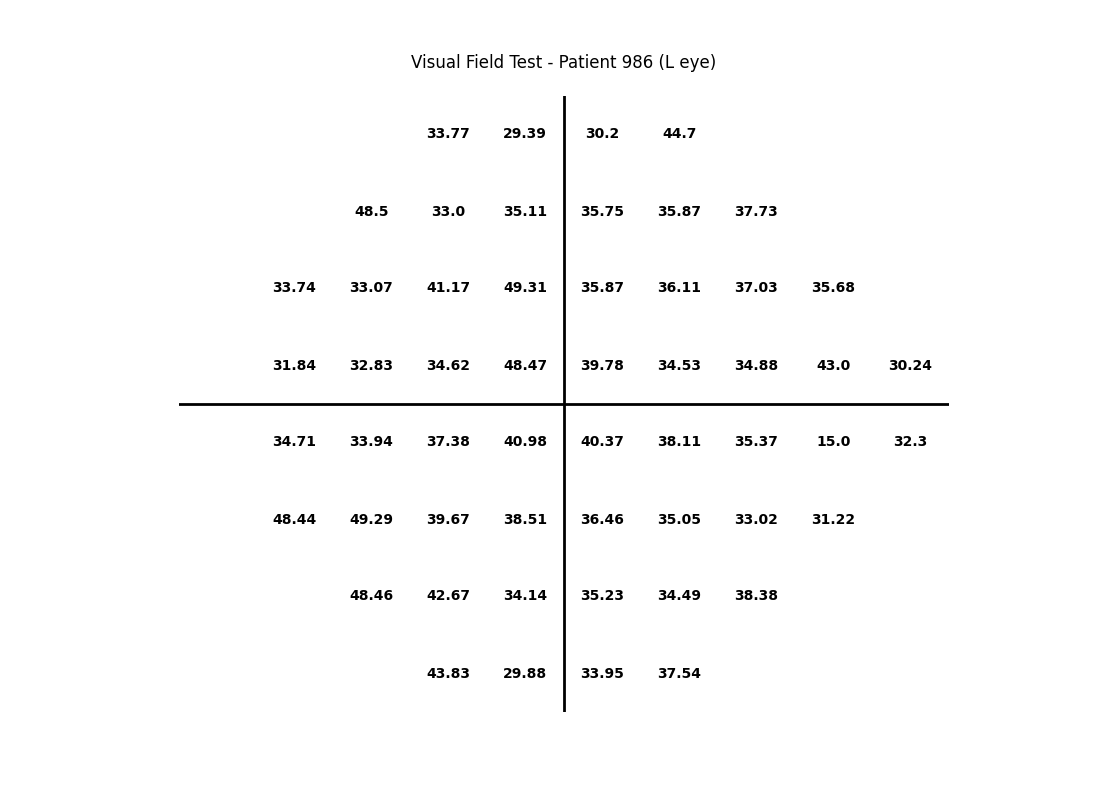 Visual Field Test - Patient 986 (L eye)
33.77 29.39 30.2 44.7
48.5 33.0 35.11 35.75 35.87 37.73
33.74 33.07 41.17 49.31 35.87 36.11 37.03 35.68
31.84 32.83 34.62 48.47 39.78 34.53 34.88 43.0 30.24
34.71 33.94 37.38 40.98 40.37 38.11 35.37 15.0 32.3
48.44 49.29 39.67 38.51 36.46 35.05 33.02 31.22
48.46 42.67 34.14 35.23 34.49 38.38
43.83 29.88 33.95 37.54